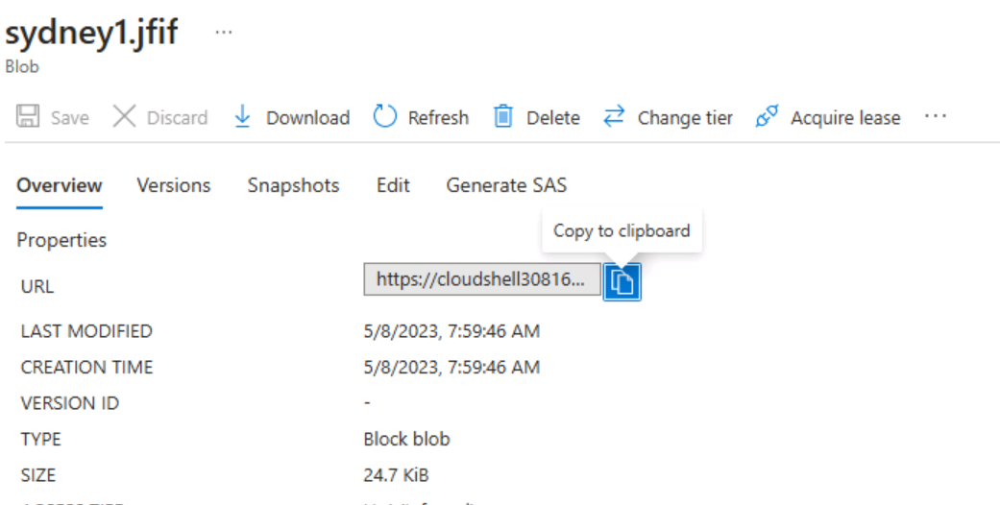 sydney1.jfif ...
Blob
Save Discard Download Refresh Delete Change tier Acquire lease ...
Overview Versions Snapshots Edit Generate SAS
Copy to clipboard
Properties
URL https://cloudshell30816...
LAST MODIFIED 5/8/2023, 7:59:46 AM
CREATION TIME 5/8/2023, 7:59:46 AM
VERSION ID -
TYPE Block blob
SIZE 24.7 KiB